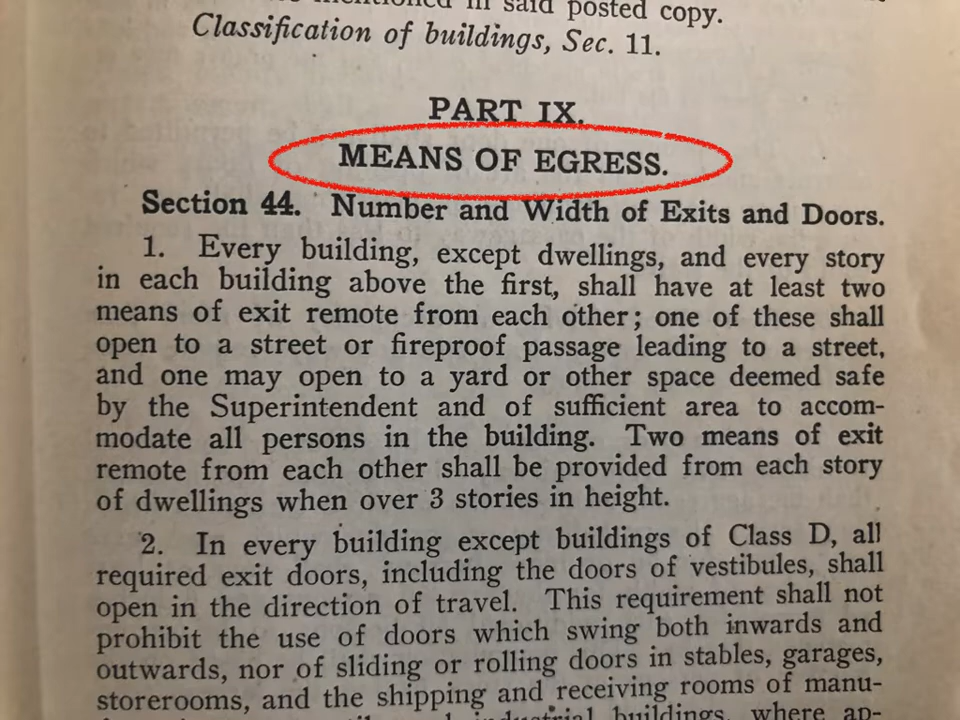 in said posted copy.
Classification of buildings, Sec. 11.
PART IX.
MEANS OF EGRESS.
Section 44. Number and Width of Exits and Doors.
1. Every building, except dwellings, and every story
in each building above the first, shall have at least two
means of exit remote from each other; one of these shall
open to a street or fireproof passage leading to a street,
and one may open to a yard or other space deemed safe
by the Superintendent and of sufficient area to accom-
modate all persons in the building. Two means of exit
remote from each other shall be provided from each story
of dwellings when over 3 stories in height.
2. In every building except buildings of Class D, all
required exit doors, including the doors of vestibules, shall
open in the direction of travel. This requirement shall not
prohibit the use of doors which swing both inwards and
outwards, nor of sliding or rolling doors in stables, garages,
storerooms, and the shipping and receiving rooms of manu-
industrial buildings, where ap-